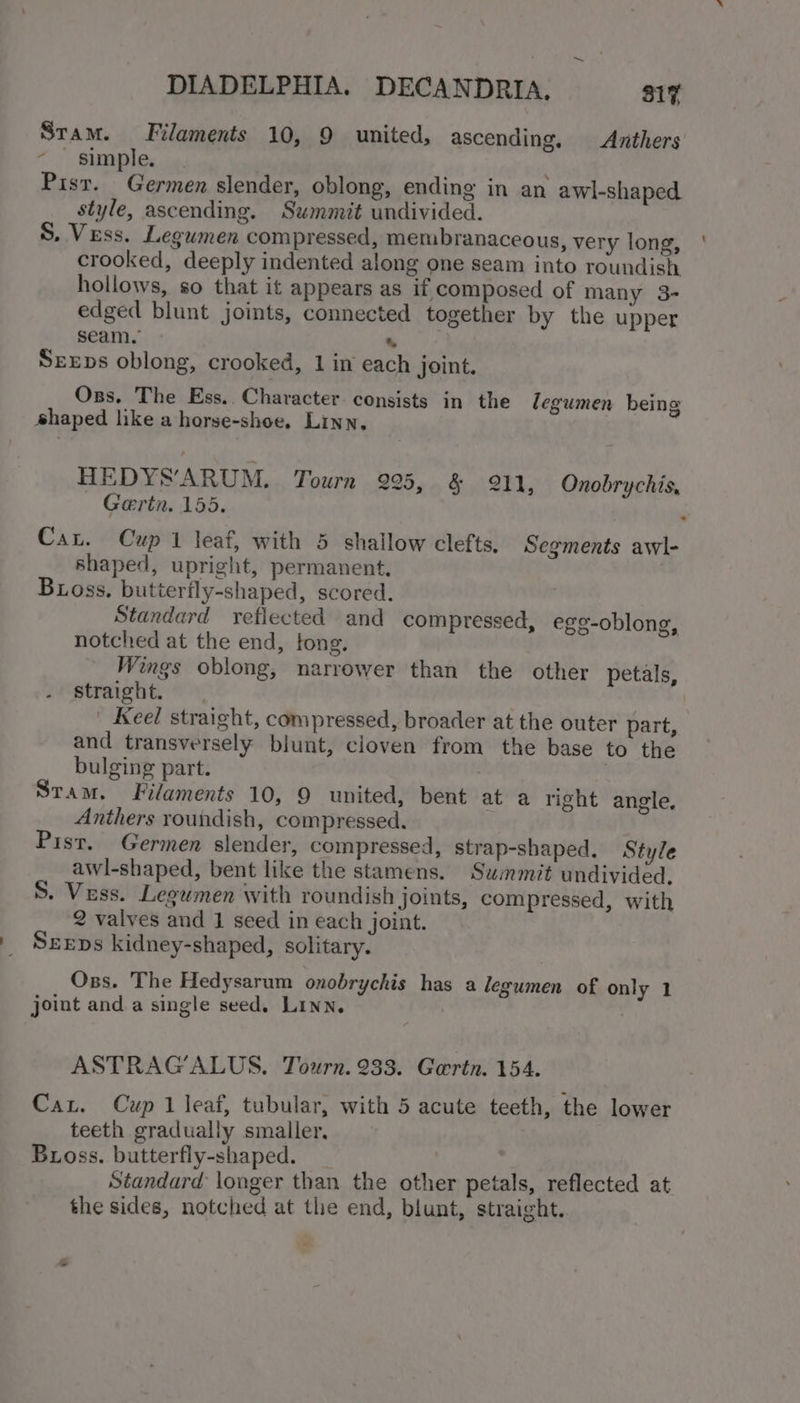 DIADELPHIA. DECANDRIA. 317
STAM. Filaments 10, 9 united, ascending. Anthers
simple.
PIST. Germen slender, oblong, ending in an awl-shaped
style, ascending. Summit undivided.
S. VESS. Legumen compressed, membranaceous, very long,
crooked, deeply indented along one seam into roundish
hollows, so that it appears as if composed of many 3-
edged blunt joints, connected together by the upper
seam.
SEEDS oblong, crooked, 1 in each joint.
OBS. The Ess. Character consists in the legumen being
shaped like a horse-shoe. LINN.
HEDYS'ARUM. Tourn 225, & 211, Onobrychis,
Gærtn. 155.
CAL. Cup 1 leaf, with 5 shallow clefts. Segments awl-
shaped, upright, permanent.
BLOSS. butterfly-shaped, scored.
Standard reflected and compressed, egg-oblong,
notched at the end, long.
Wings oblong, narrower than the other petals,
straight.
Keel straight, compressed, broader at the outer part,
and transversely blunt, cloven from the base to the
bulging part.
STAM. Filaments 10, 9 united, bent at a right angle.
Anthers roundish, compressed.
PIST. Germen slender, compressed, strap-shaped. Style
awl-shaped, bent like the stamens. Summit undivided.
S. VESS. Legumen with roundish joints, compressed, with
2 valves and 1 seed in each joint.
SEEDS kidney-shaped, solitary.
OBS. The Hedysarum onobrychis has a legumen of only 1
joint and a single seed. LINN.
ASTRAG'ALUS. Tourn. 233. Gærtn. 154.
CAL. Cup 1 leaf, tubular, with 5 acute teeth, the lower
teeth gradually smaller.
BLOSS. butterfly-shaped.
Standard longer than the other petals, reflected at
the sides, notched at the end, blunt, straight.